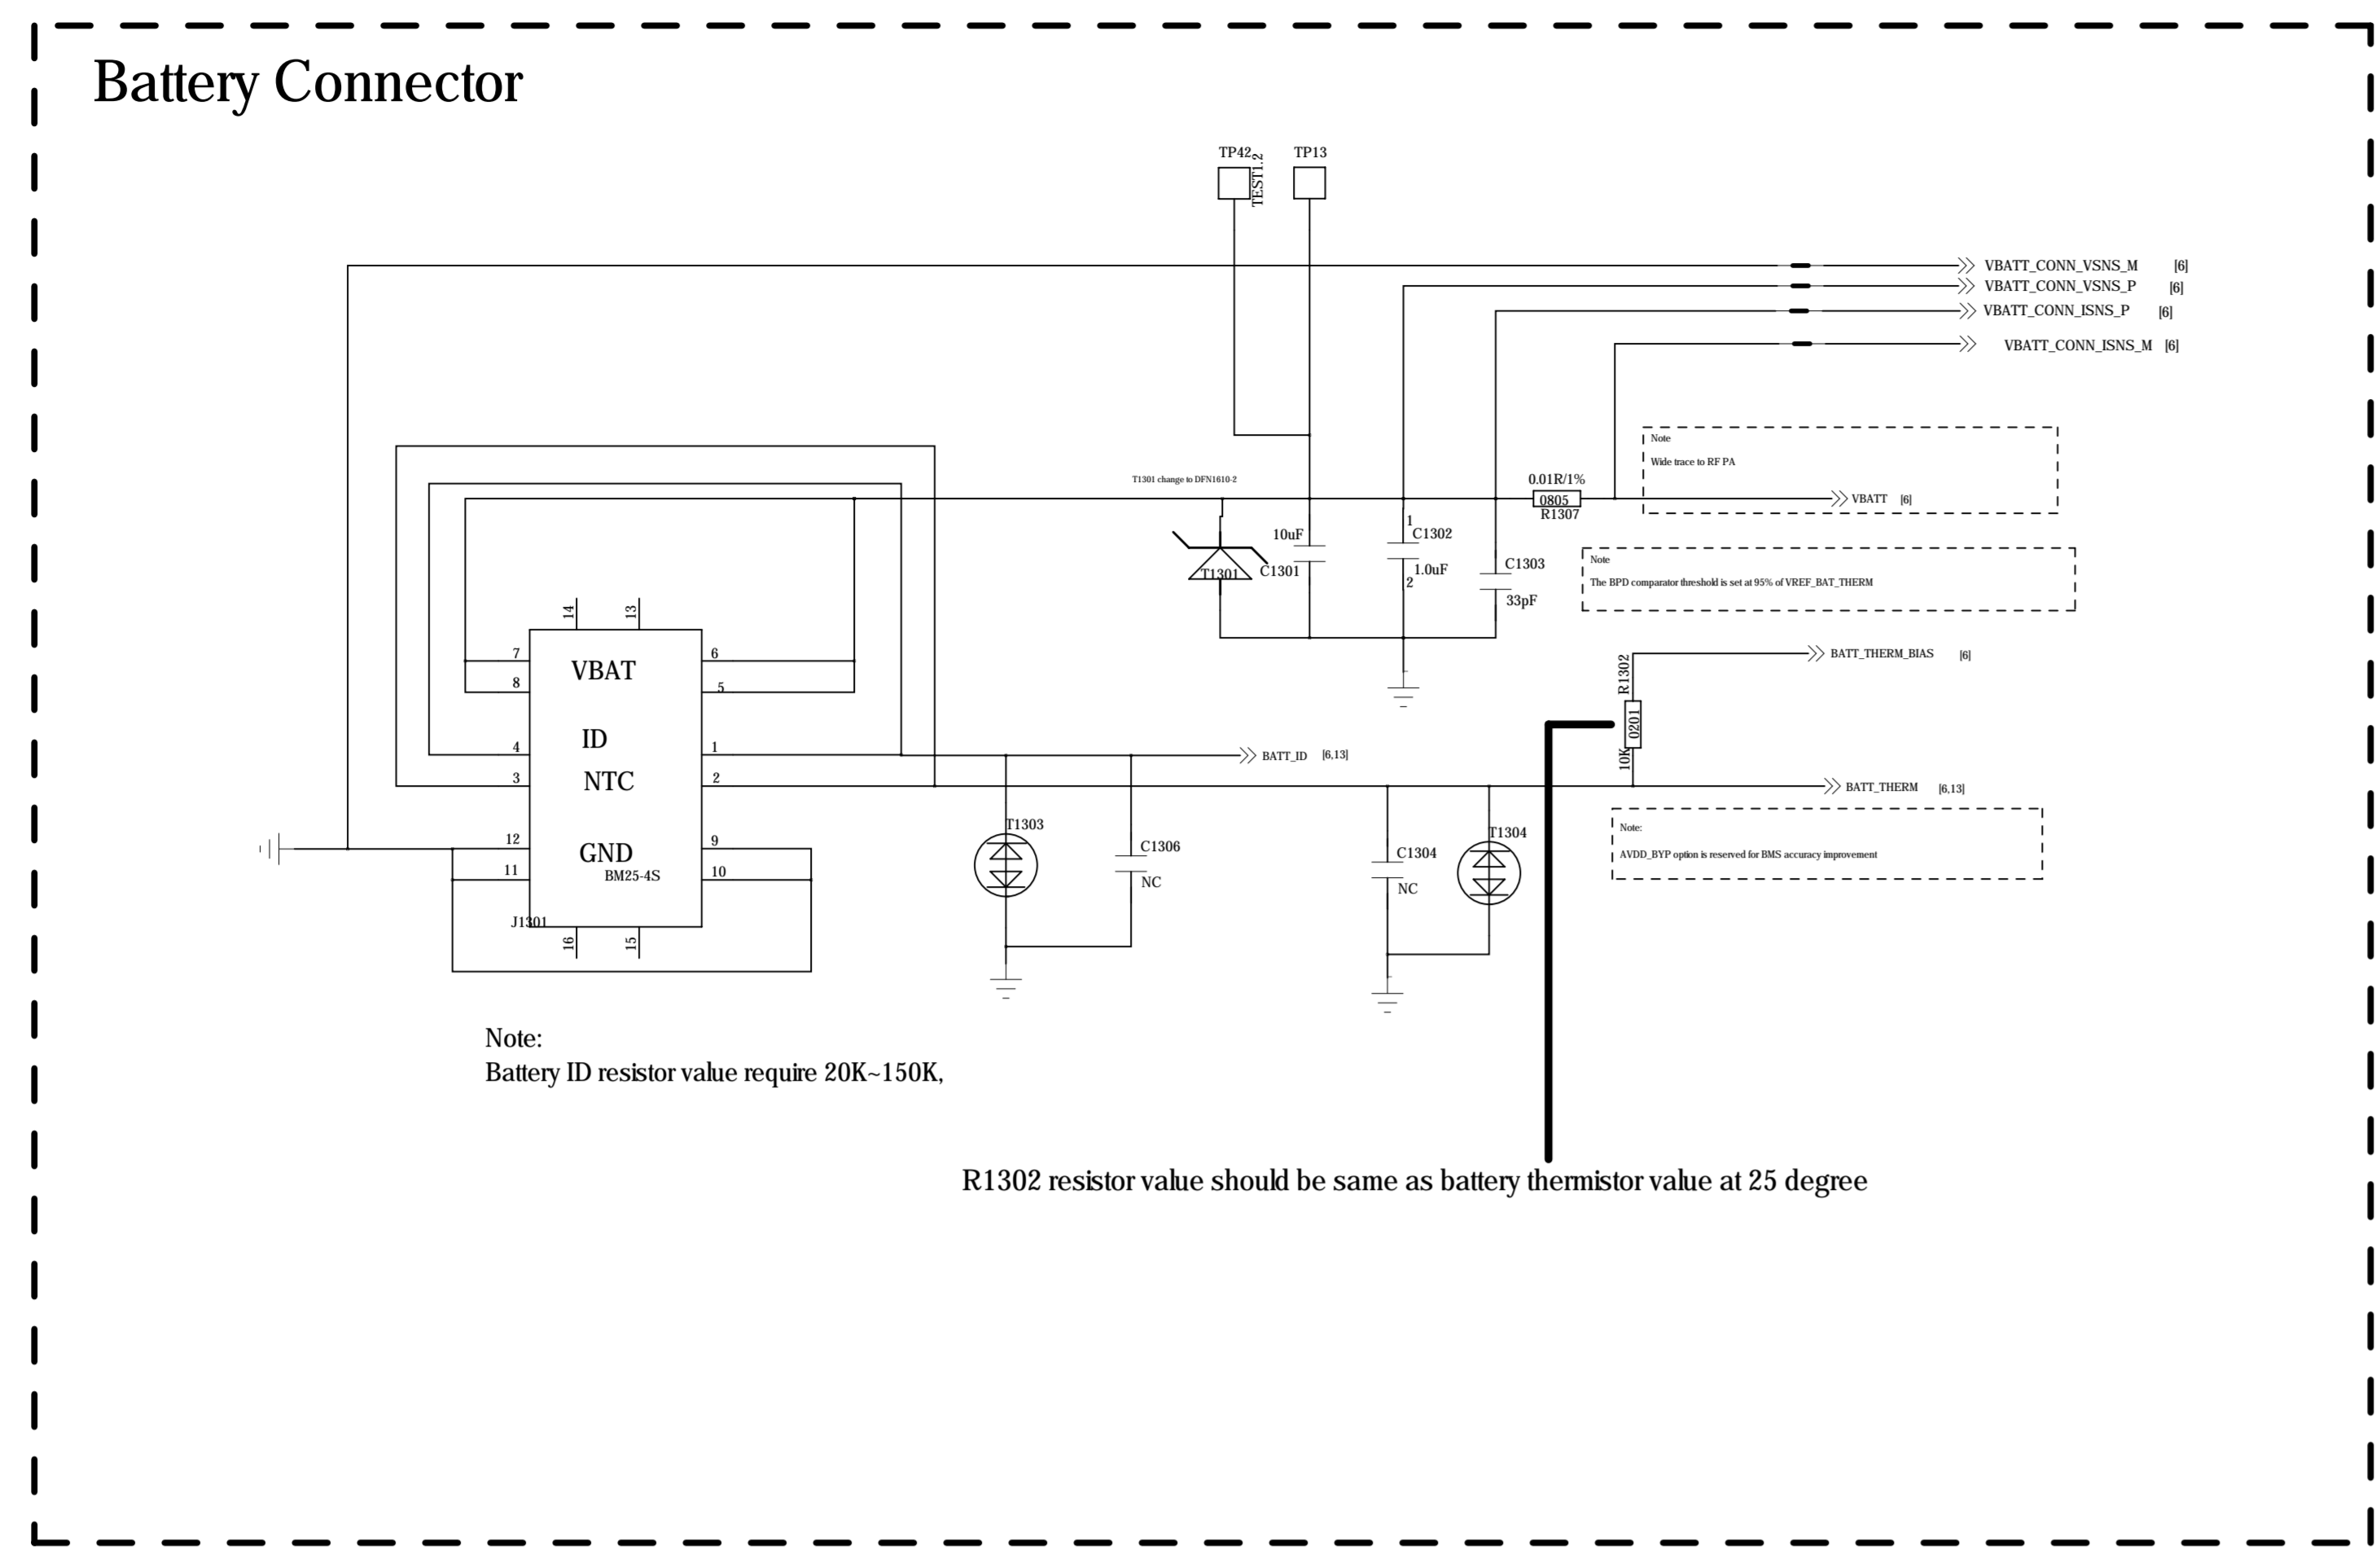 Battery Connector
TP42
TEST1.2
TP13
VBATT_CONN_VSNS_M [6]
VBATT_CONN_VSNS_P [6]
VBATT_CONN_ISNS_P [6]
VBATT_CONN_ISNS_M [6]
Note
Wide trace to RF PA
T1301 change to DFN1610-2
0.01R/1%
0805
R1307
VBATT [6]
10uF
C1301
T1301
1
C1302
1.0uF
2
C1303
33pF
Note
The BPD comparator threshold is set at 95% of VREF_BAT_THERM
14
13
7
VBAT
6
8
5
R1302
0201
10K
BATT_THERM_BIAS [6]
4
ID
1
BATT_ID [6,13]
3
NTC
2
BATT_THERM [6,13]
12
GND
9
11
BM25-4S
10
J1301
16
15
T1303
C1306
NC
C1304
NC
T1304
Note:
AVDD_BYP option is reserved for BMS accuracy improvement
Note:
Battery ID resistor value require 20K~150K,
R1302 resistor value should be same as battery thermistor value at 25 degree